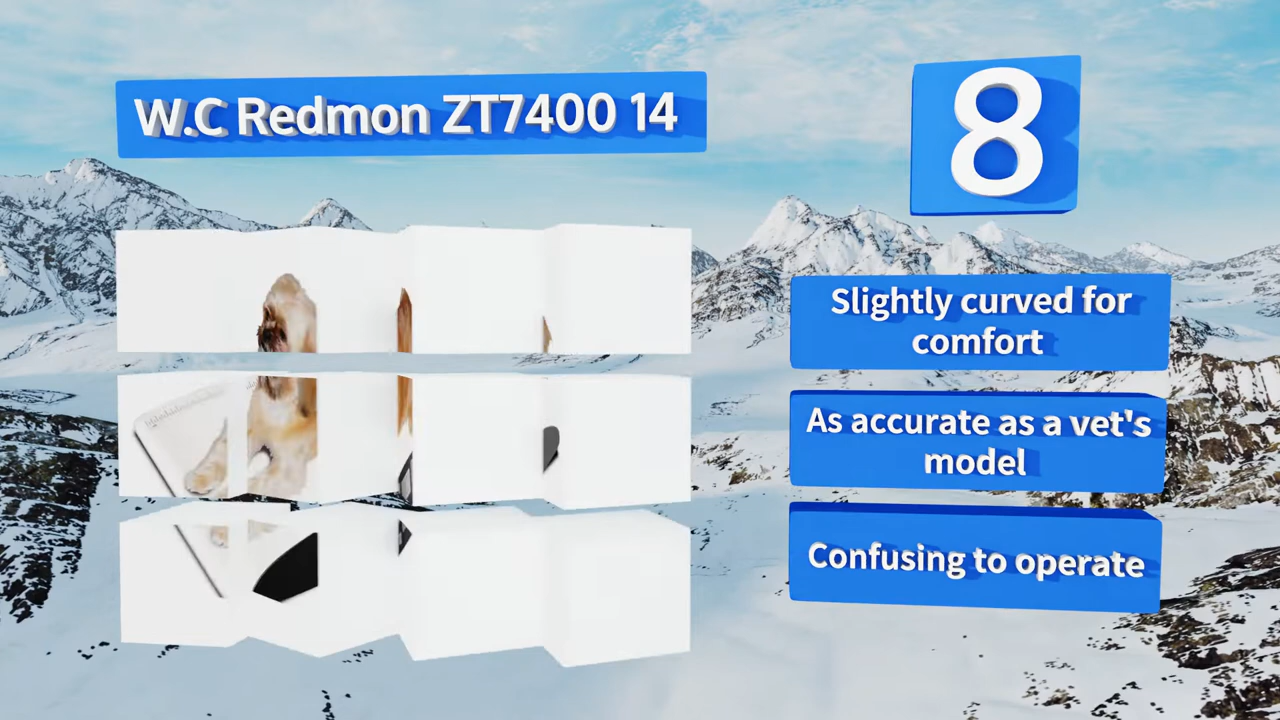 W.C Redmon ZT7400 14
8
Slightly curved for
comfort
As accurate as a vet's
model
Confusing to operate